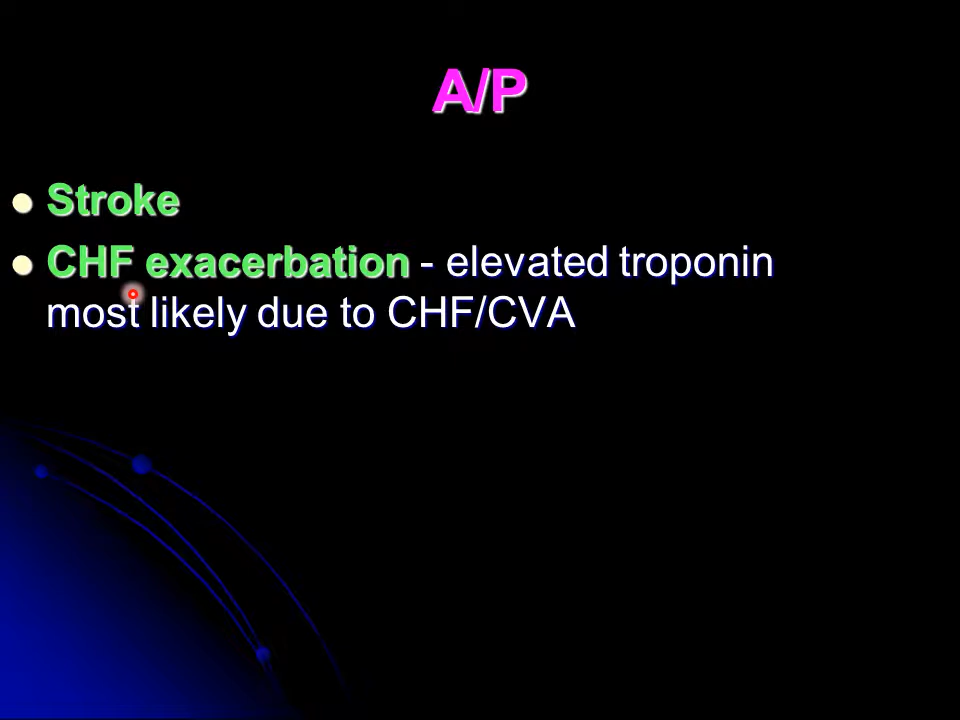 A/P
Stroke
CHF exacerbation - elevated troponin
most likely due to CHF/CVA